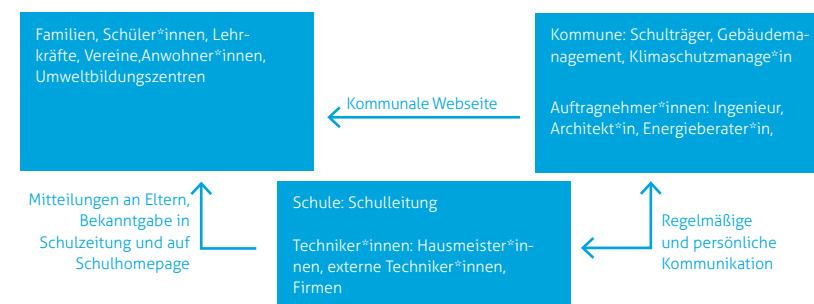 Familien, Schüler*innen, Lehr-
kräfte, Vereine,Anwohner*innen,
Umweltbildungszentren
Kommunale Webseite
Kommune: Schulträger, Gebäudema-
nagement, Klimaschutzmanage*in
Auftragnehmer*innen: Ingenieur,
Architekt*in, Energieberater*in,
Mitteilungen an Eltern,
Bekanntgabe in
Schulzeitung und auf
Schulhomepage
Schule: Schulleitung
Techniker*innen: Hausmeister*in-
nen, externe Techniker*innen,
Firmen
Regelmäßige
und persönliche
Kommunikation